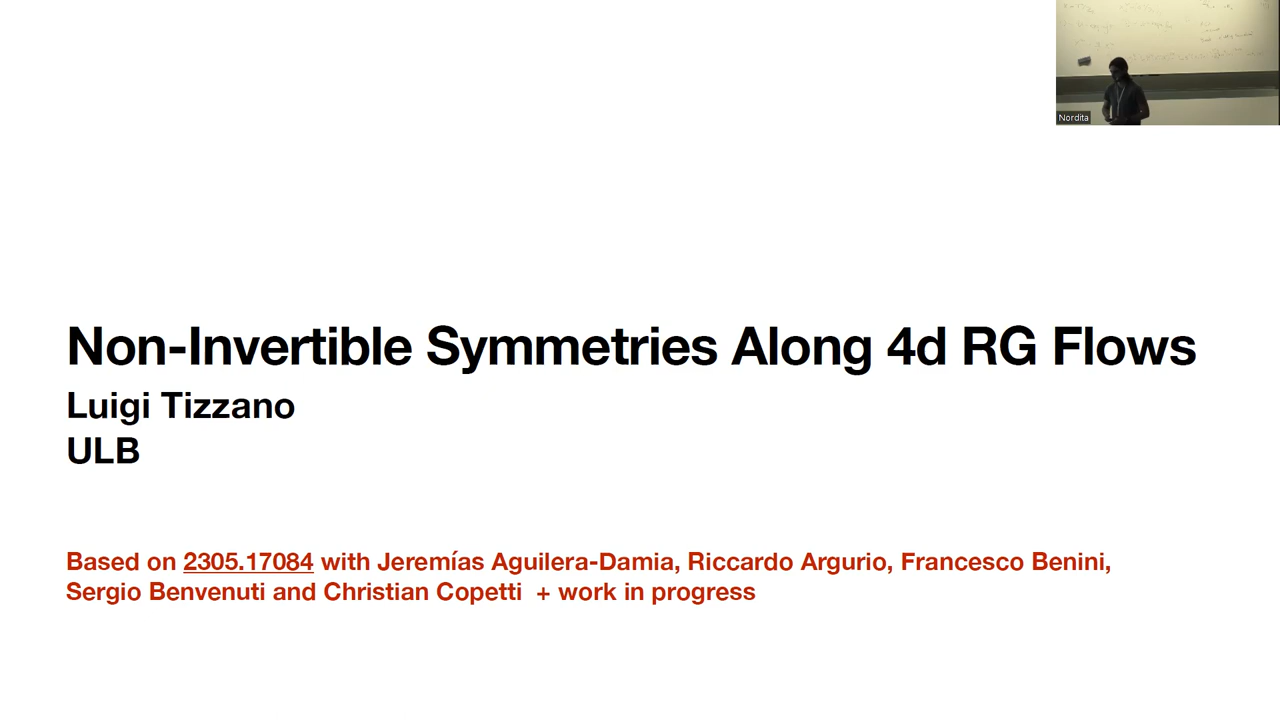 Nordita
Non-Invertible Symmetries Along 4d RG Flows
Luigi Tizzano
ULB
Based on 2305.17084 with Jeremías Aguilera-Damia, Riccardo Argurio, Francesco Benini,
Sergio Benvenuti and Christian Copetti + work in progress